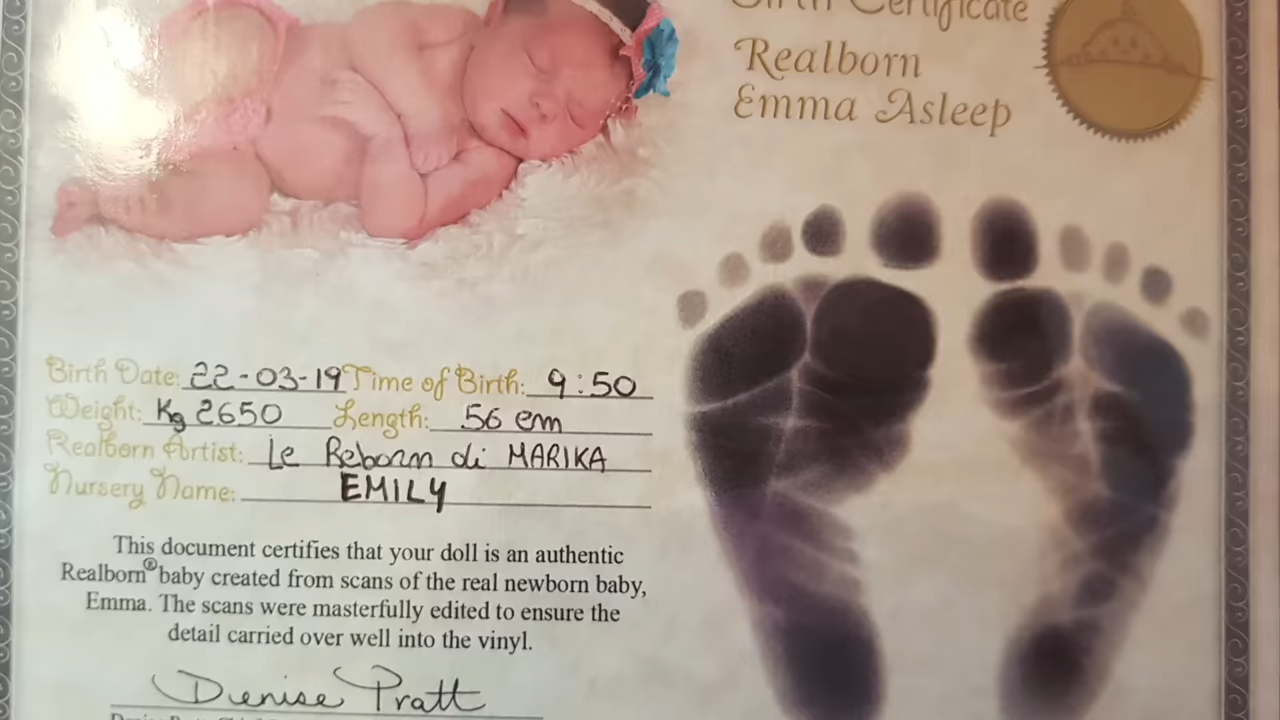 Birth Certificate
Realborn
Emma Asleep
Birth Date: 22-03-19 Time of Birth: 9:50
Weight: Kg 2650 Length: 56 cm
Realborn Artist: Le Reborn di MARIKA
Nursery Name: EMILY
This document certifies that your doll is an authentic
Realborn® baby created from scans of the real newborn baby,
Emma. The scans were masterfully edited to ensure the
detail carried over well into the vinyl.
Denise Pratt